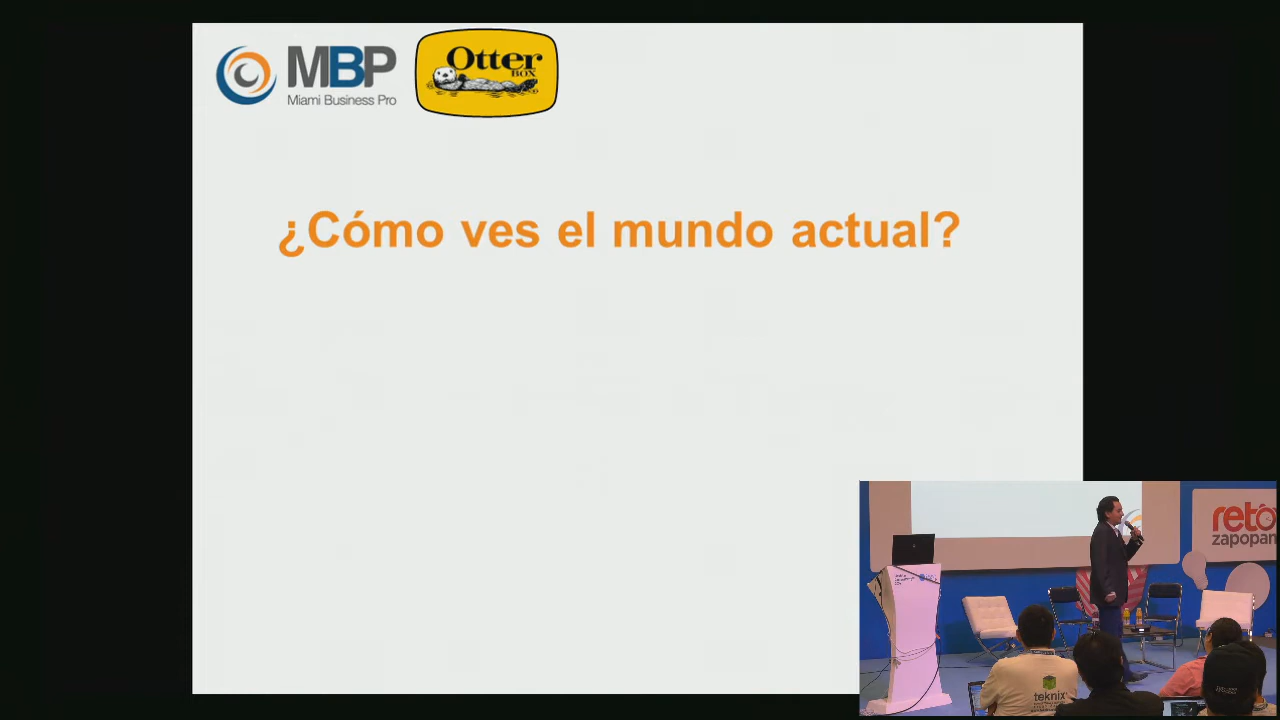 MBP
Miami Business Pro
Otter
BOX
¿Cómo ves el mundo actual?
reto
zapopan
teknix